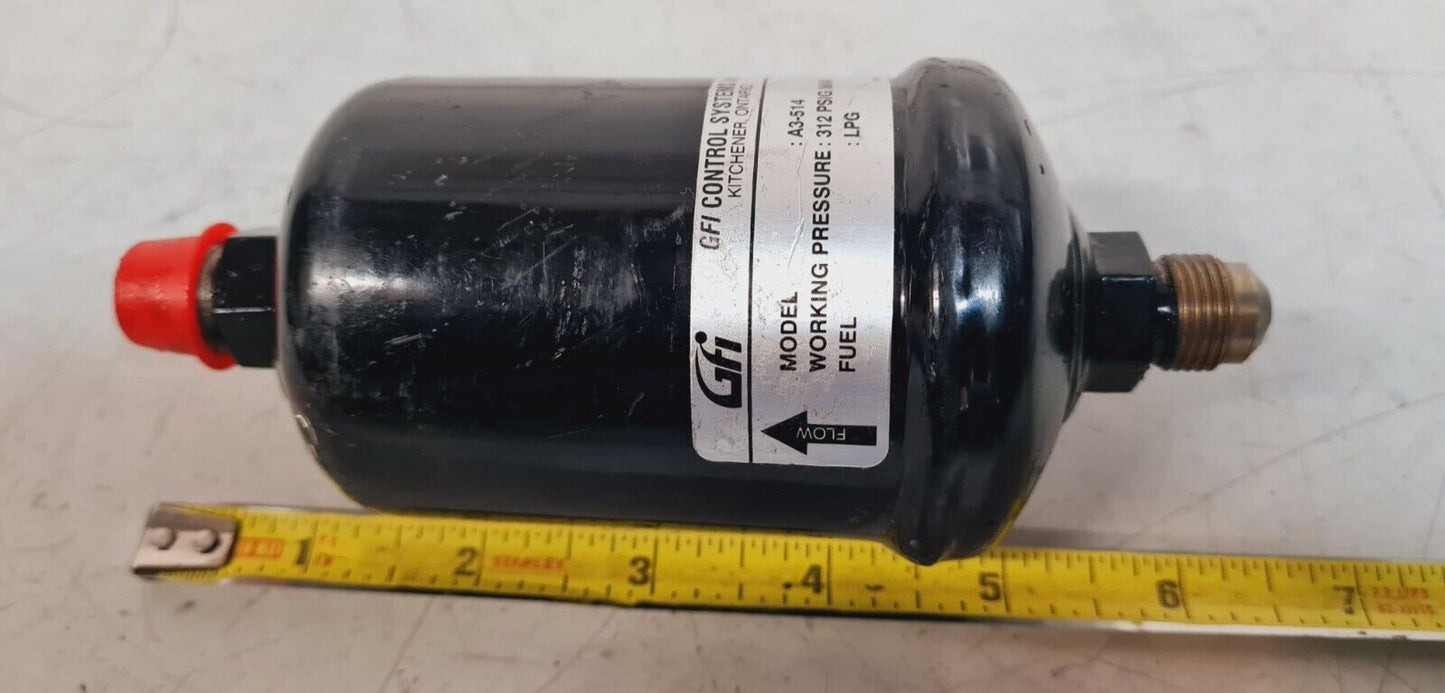 GFI CONTROL SYSTEMS
KITCHENER, ONTARIO
Gfi
MODEL : A3-514
WORKING PRESSURE : 312 PSIG
FUEL : LPG
FLOW
1 2 3 4 5 6 7